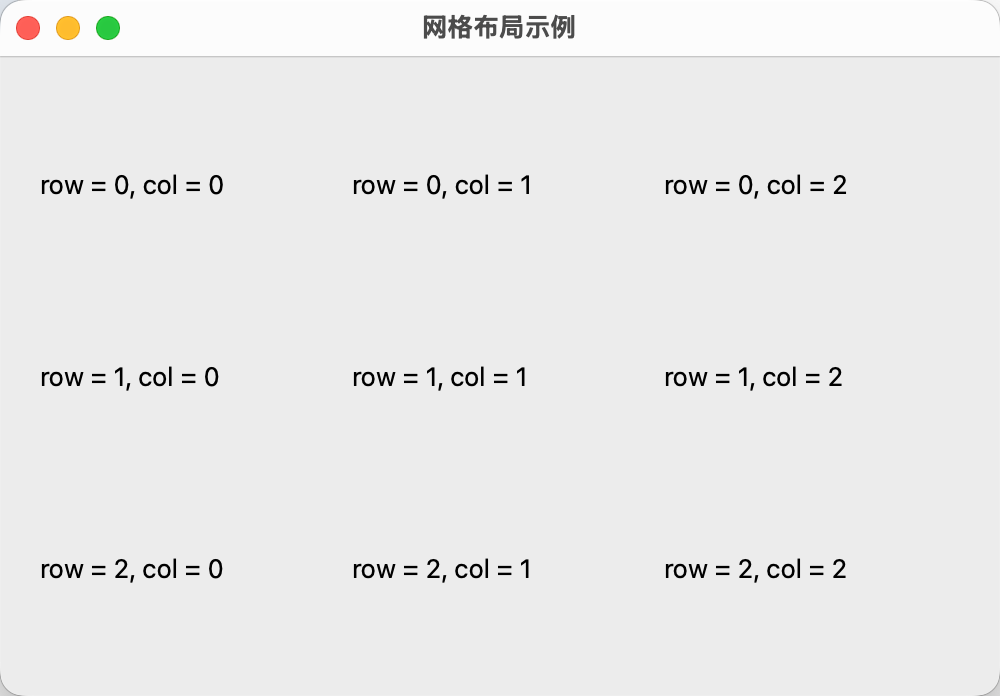 网格布局示例
row = 0, col = 0 row = 0, col = 1 row = 0, col = 2
row = 1, col = 0 row = 1, col = 1 row = 1, col = 2
row = 2, col = 0 row = 2, col = 1 row = 2, col = 2